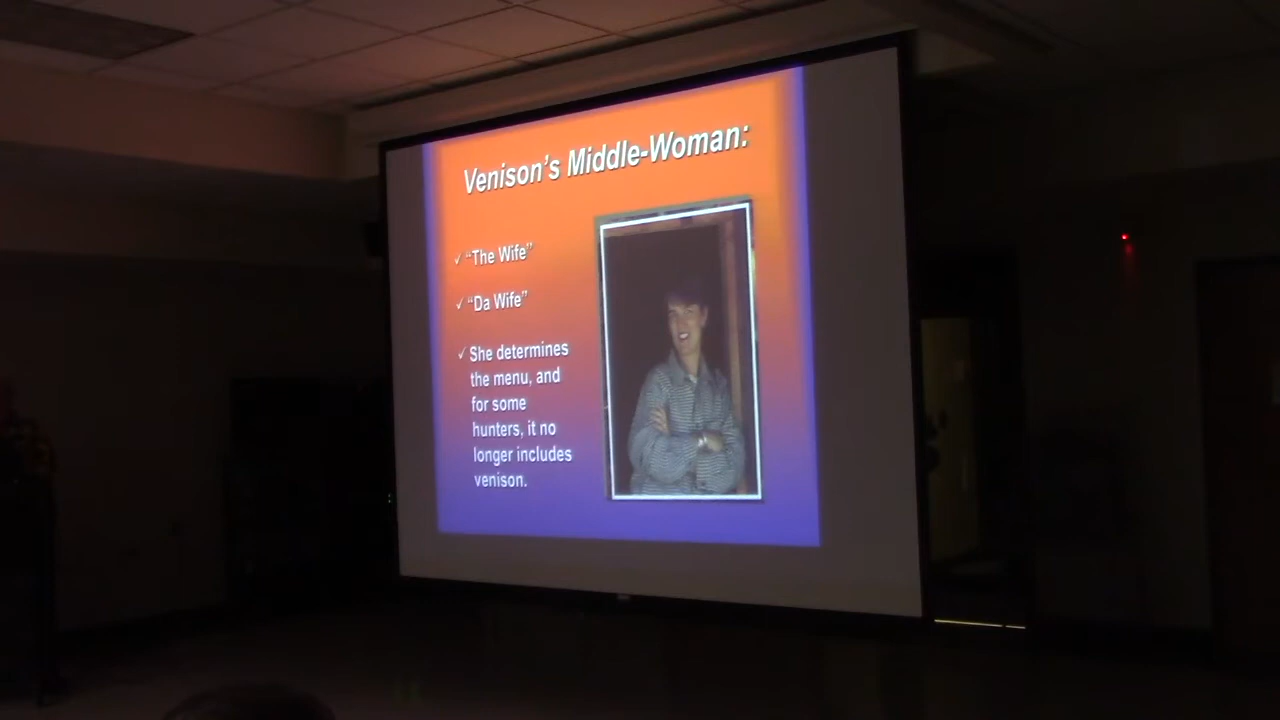 Venison's Middle-Woman:
✓ "The Wife"
✓ "Da Wife"
✓ She determines
the menu, and
for some
hunters, it no
longer includes
venison.